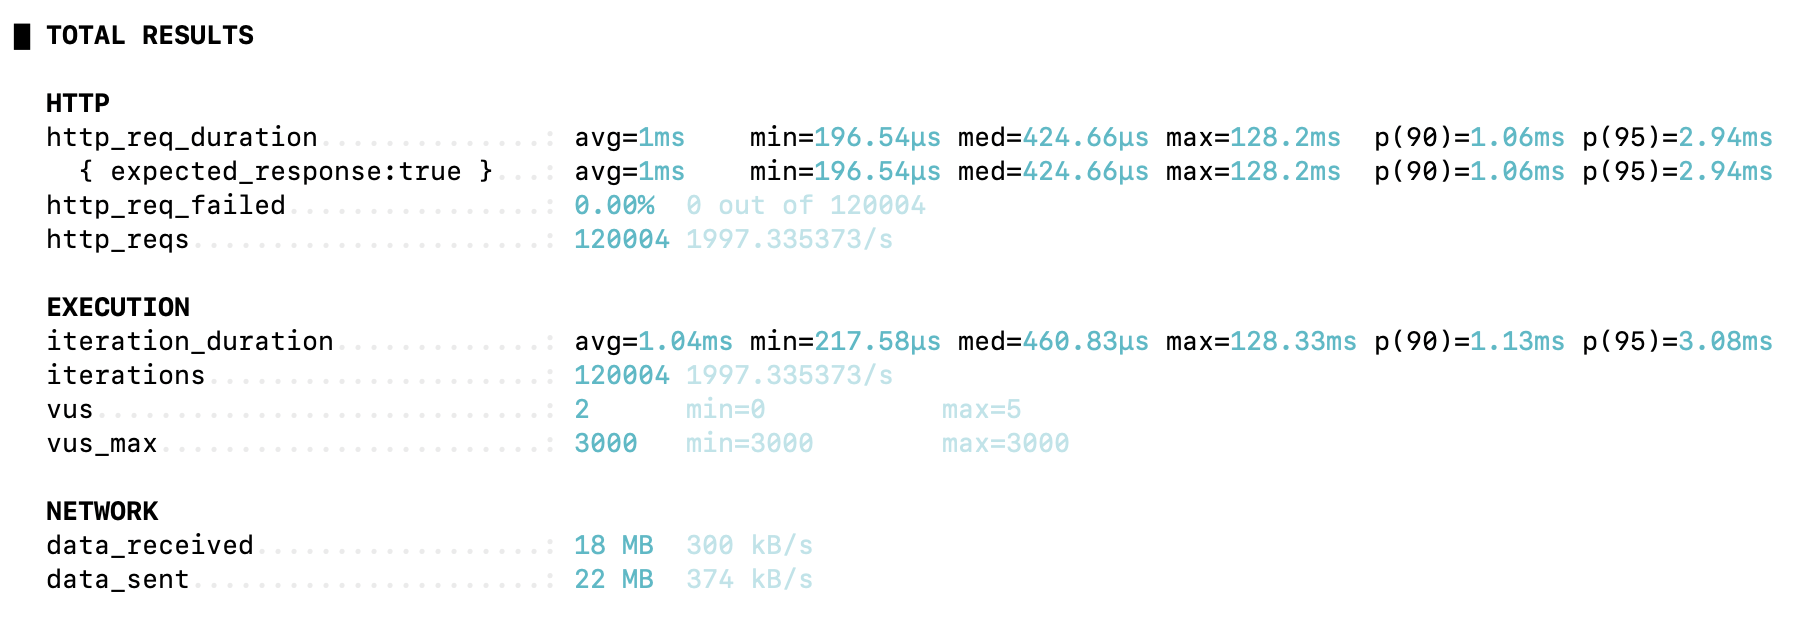 █ TOTAL RESULTS
HTTP
http_req_duration..............: avg=1ms    min=196.54µs med=424.66µs max=128.2ms  p(90)=1.06ms p(95)=2.94ms
  { expected_response:true }...: avg=1ms    min=196.54µs med=424.66µs max=128.2ms  p(90)=1.06ms p(95)=2.94ms
http_req_failed................: 0.00%  0 out of 120004
http_reqs......................: 120004 1997.335373/s
EXECUTION
iteration_duration.............: avg=1.04ms min=217.58µs med=460.83µs max=128.33ms p(90)=1.13ms p(95)=3.08ms
iterations.....................: 120004 1997.335373/s
vus............................: 2      min=0           max=5
vus_max........................: 3000   min=3000        max=3000
NETWORK
data_received..................: 18 MB  300 kB/s
data_sent......................: 22 MB  374 kB/s